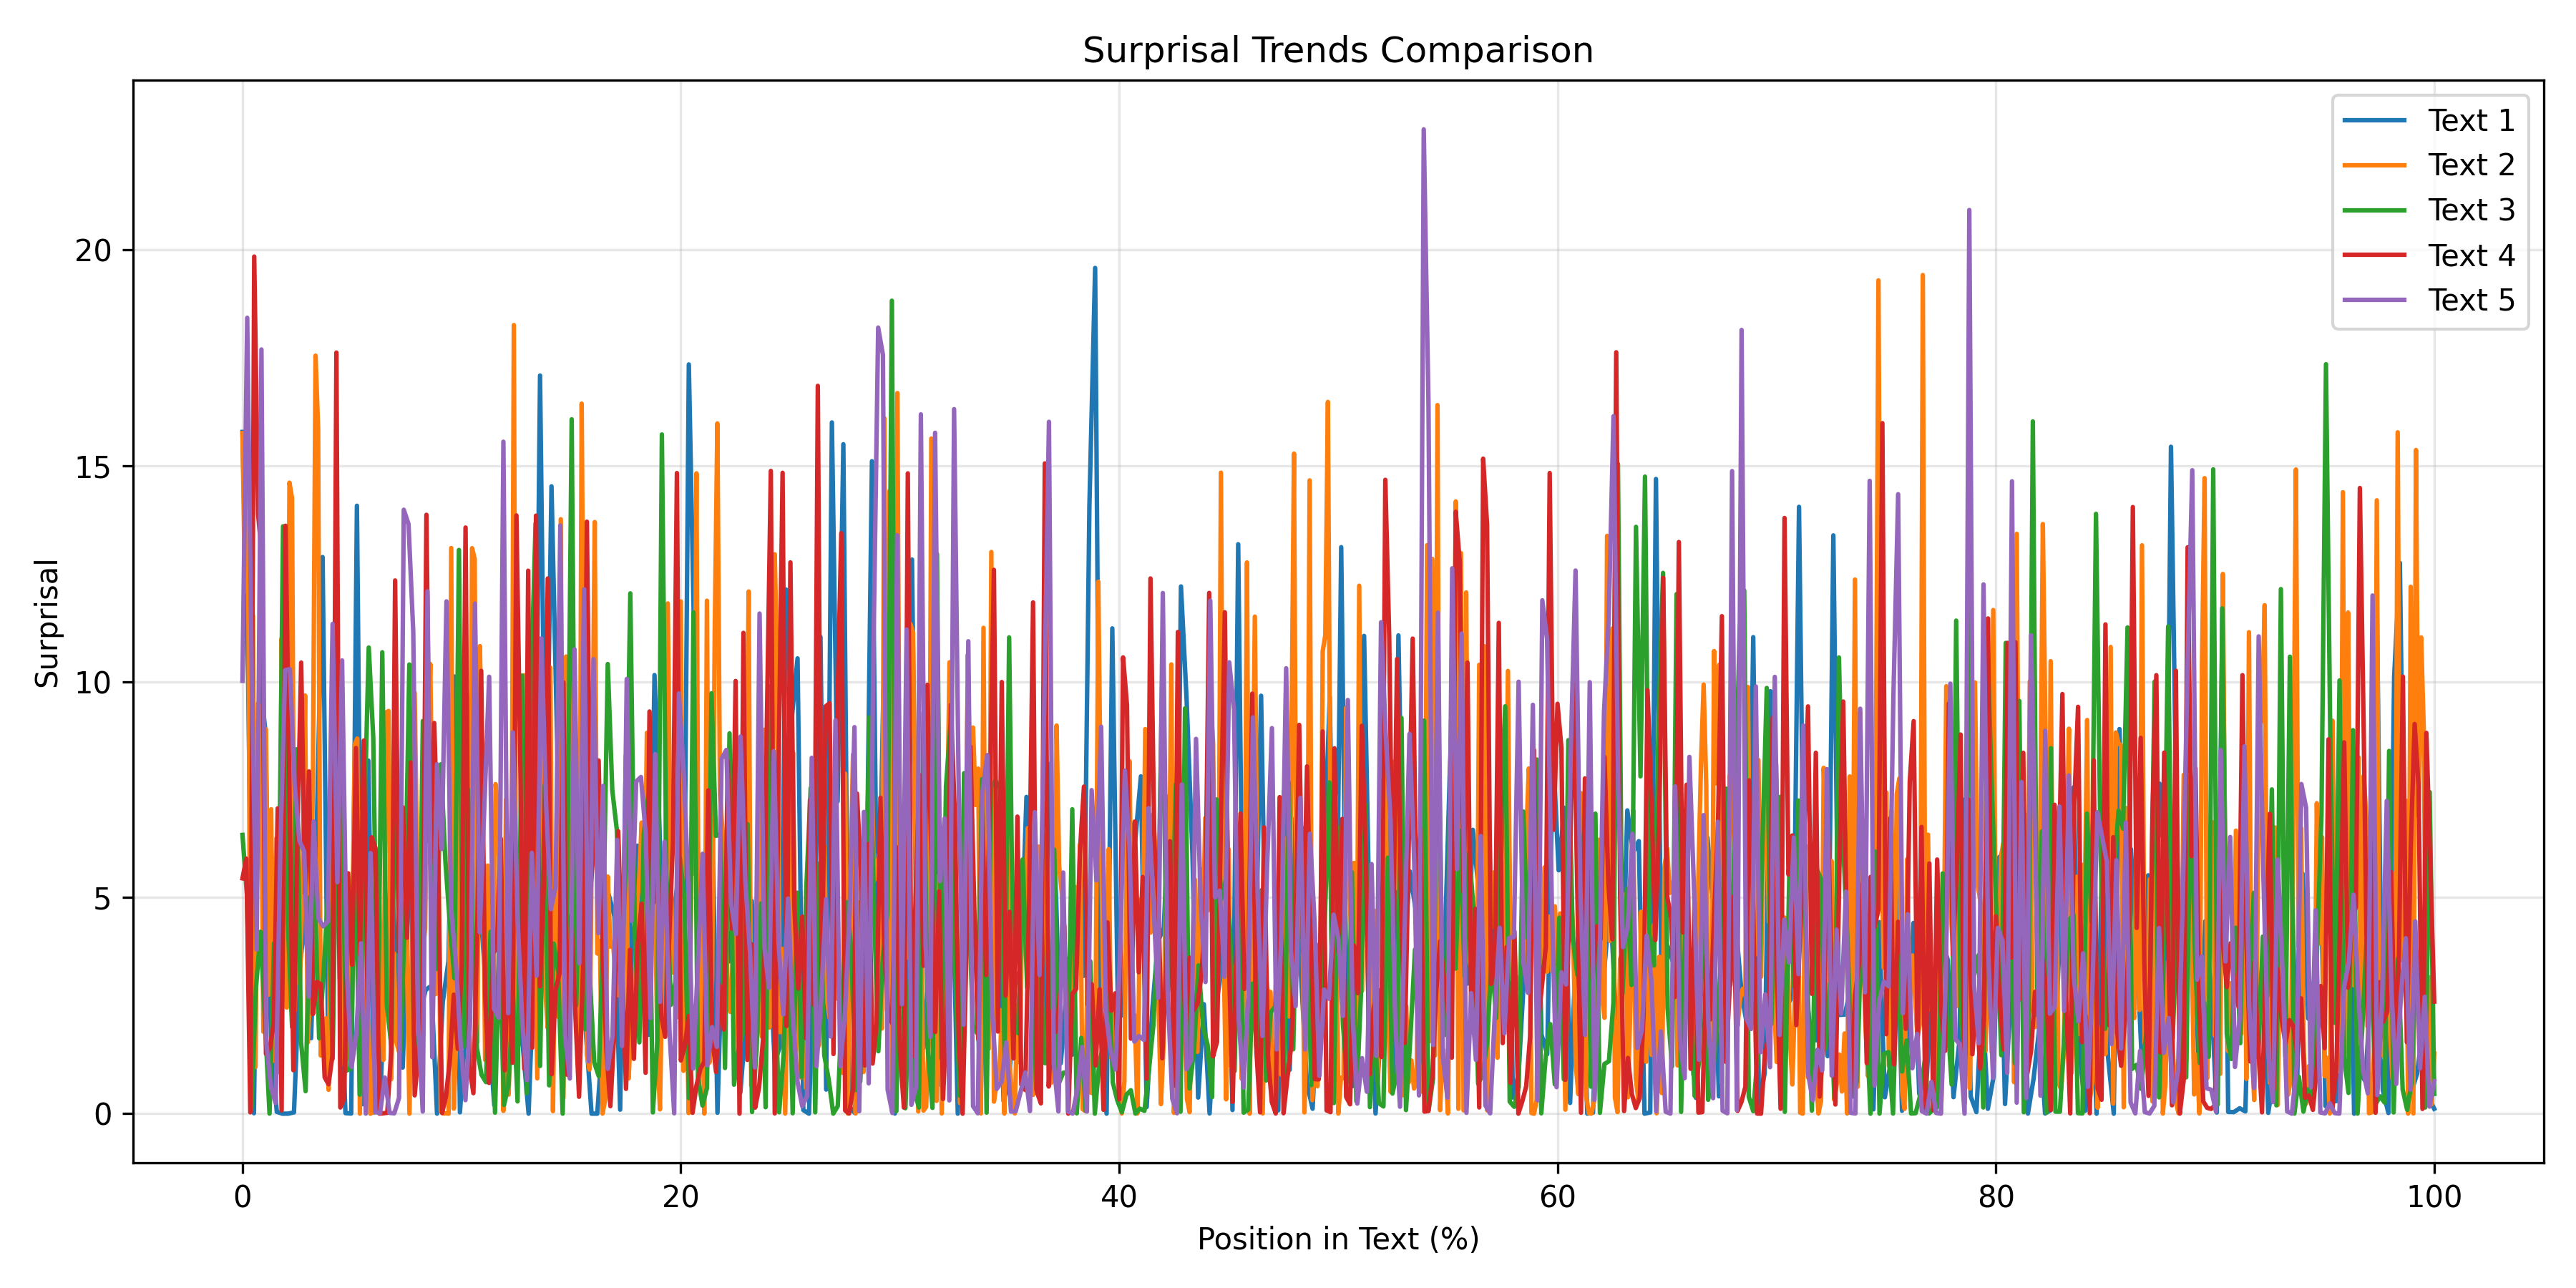 Surprisal Trends Comparison
Text 1
Text 2
Text 3
Text 4
Text 5
20
15
10
5
0
Surprisal
0 20 40 60 80 100
Position in Text (%)